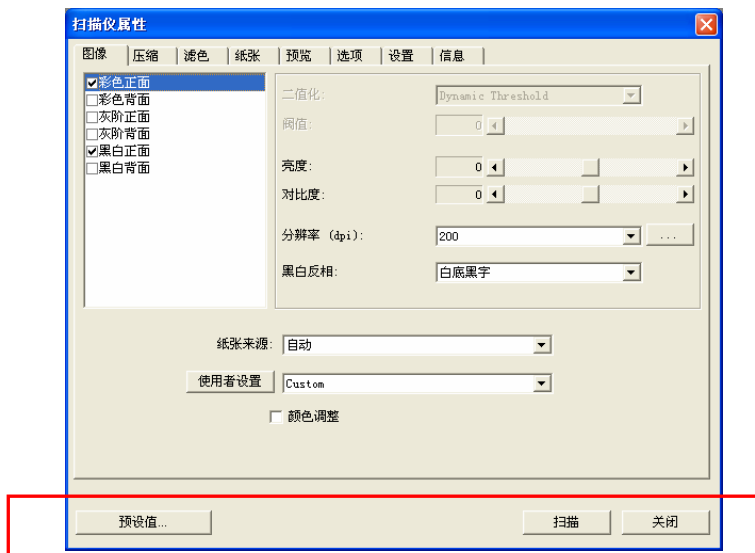 扫描仪属性
图像 压缩 滤色 纸张 预览 选项 设置 信息
彩色正面
彩色背面
灰阶正面
灰阶背面
黑白正面
黑白背面
二值化: Dynamic Threshold
阈值: 0
亮度: 0
对比度: 0
分辨率 (dpi): 200 ...
黑白反相: 白底黑字
纸张来源: 自动
使用者设置 Custom
颜色调整
预设值... 扫描 关闭